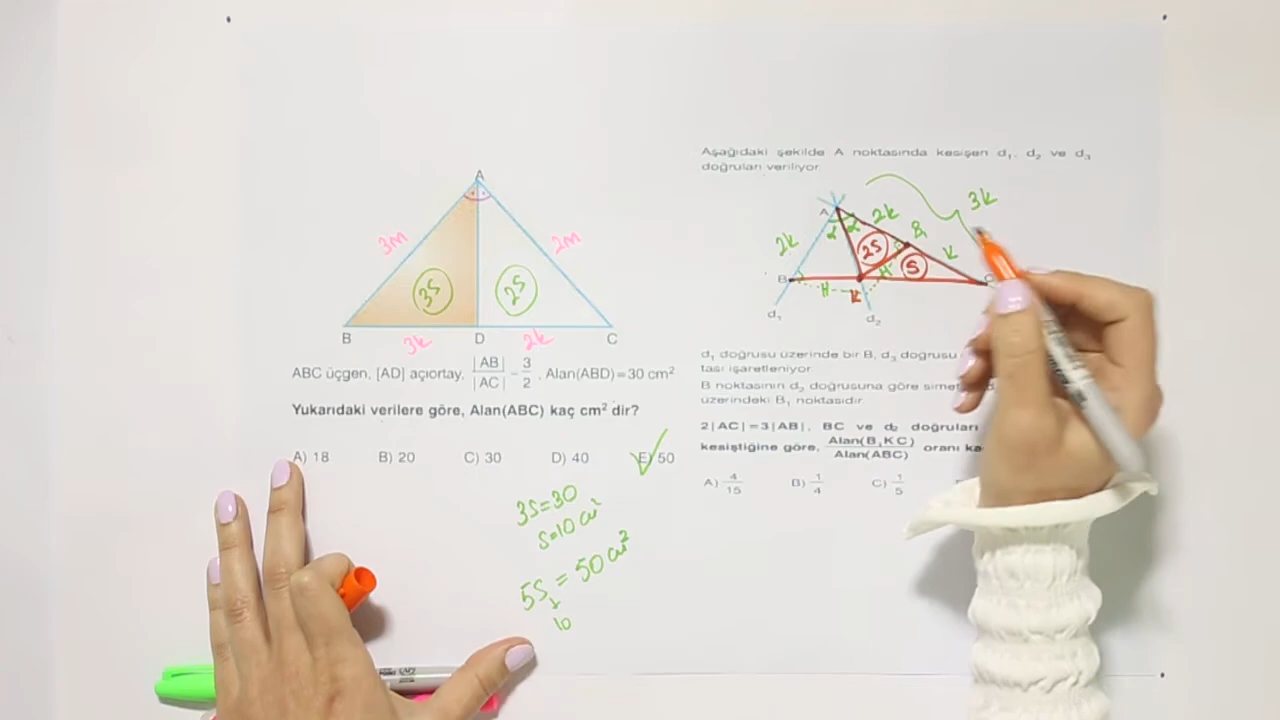 A
3m
2m
3S
2S
B
D
C
3k
2k
ABC üçgen, [AD] açıortay, |AB| / |AC| = 3 / 2, Alan(ABD)=30 cm²
Yukarıdaki verilere göre, Alan(ABC) kaç cm² dir?
A) 18 B) 20 C) 30 D) 40 E) 50
3S=30
S=10 cm²
5S = 50 cm²
10
Aşağıdaki şekilde A noktasında kesişen d₁, d₂ ve d₃
doğruları veriliyor.
3k
A
2k
B₁
2k
α
α
2S
k
S
H
B
C
H
K
d₁
d₂
d₁ doğrusu üzerinde bir B, d₃ doğrusu
tası işaretleniyor.
B noktasının d₂ doğrusuna göre
üzerindeki B₁ noktasıdır.
2|AC|=3|AB|, BC ve d₂ doğruları
kesiştiğine göre, Alan(B₁KC) / Alan(ABC) oranı
A) 4/15 B) 1/4 C) 1/5